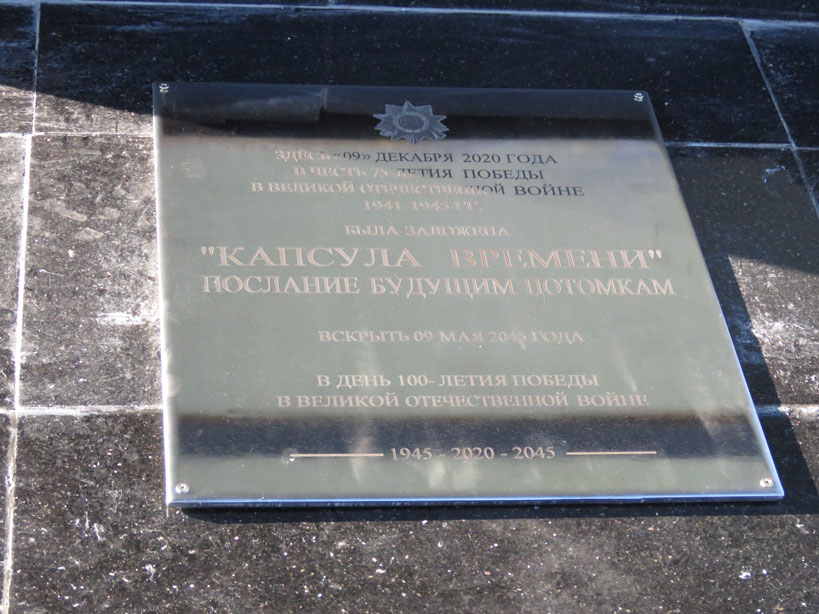 ЗДЕСЬ «09» ДЕКАБРЯ 2020 ГОДА
В ЧЕСТЬ 75-ЛЕТИЯ ПОБЕДЫ
В ВЕЛИКОЙ ОТЕЧЕСТВЕННОЙ ВОЙНЕ
1941-1945 ГГ.
БЫЛА ЗАЛОЖЕНА
"КАПСУЛА ВРЕМЕНИ"
ПОСЛАНИЕ БУДУЩИМ ПОТОМКАМ
ВСКРЫТЬ 09 МАЯ 2045 ГОДА
В ДЕНЬ 100- ЛЕТИЯ ПОБЕДЫ
В ВЕЛИКОЙ ОТЕЧЕСТВЕННОЙ ВОЙНЕ
1945 - 2020 - 2045